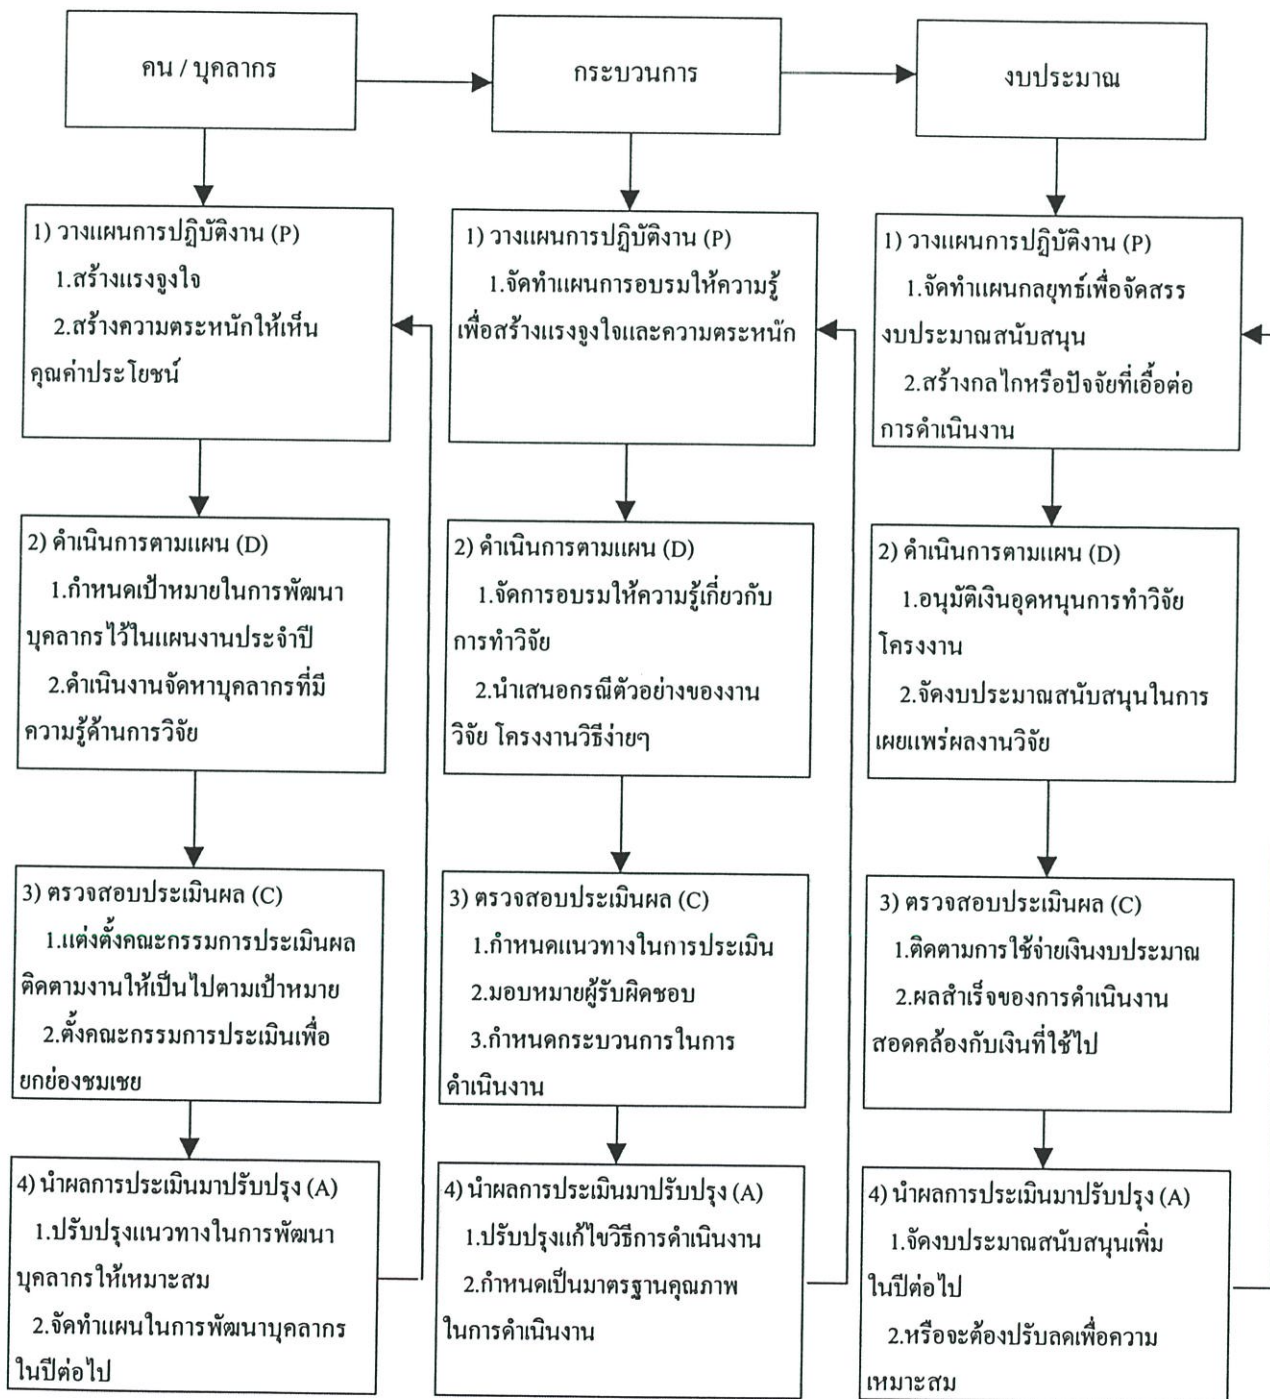 คน / บุคลากร
กระบวนการ
งบประมาณ
1) วางแผนการปฏิบัติงาน (P)
1.สร้างแรงจูงใจ
2.สร้างความตระหนักให้เห็น
คุณค่าประโยชน์
2) ดำเนินการตามแผน (D)
1.กำหนดเป้าหมายในการพัฒนา
บุคลากรไว้ในแผนงานประจำปี
2.ดำเนินงานจัดหาบุคลากรที่มี
ความรู้ด้านการวิจัย
3) ตรวจสอบประเมินผล (C)
1.แต่งตั้งคณะกรรมการประเมินผล
ติดตามงานให้เป็นไปตามเป้าหมาย
2.ตั้งคณะกรรมการประเมินเพื่อ
ยกย่องชมเชย
4) นำผลการประเมินมาปรับปรุง (A)
1.ปรับปรุงแนวทางในการพัฒนา
บุคลากรให้เหมาะสม
2.จัดทำแผนในการพัฒนาบุคลากร
ในปีต่อไป
1) วางแผนการปฏิบัติงาน (P)
1.จัดทำแผนการอบรมให้ความรู้
เพื่อสร้างแรงจูงใจและความตระหนัก
2) ดำเนินการตามแผน (D)
1.จัดการอบรมให้ความรู้เกี่ยวกับ
การทำวิจัย
2.นำเสนอกรณีตัวอย่างของงาน
วิจัย โครงงานวิธีง่ายๆ
3) ตรวจสอบประเมินผล (C)
1.กำหนดแนวทางในการประเมิน
2.มอบหมายผู้รับผิดชอบ
3.กำหนดกระบวนการในการ
ดำเนินงาน
4) นำผลการประเมินมาปรับปรุง (A)
1.ปรับปรุงแก้ไขวิธีการดำเนินงาน
2.กำหนดเป็นมาตรฐานคุณภาพ
ในการดำเนินงาน
1) วางแผนการปฏิบัติงาน (P)
1.จัดทำแผนกลยุทธ์เพื่อจัดสรร
งบประมาณสนับสนุน
2.สร้างกลไกหรือปัจจัยที่เอื้อต่อ
การดำเนินงาน
2) ดำเนินการตามแผน (D)
1.อนุมัติเงินอุดหนุนการทำวิจัย
โครงงาน
2.จัดงบประมาณสนับสนุนในการ
เผยแพร่ผลงานวิจัย
3) ตรวจสอบประเมินผล (C)
1.ติดตามการใช้จ่ายเงินงบประมาณ
2.ผลสำเร็จของการดำเนินงาน
สอดคล้องกับเงินที่ใช้ไป
4) นำผลการประเมินมาปรับปรุง (A)
1.จัดงบประมาณสนับสนุนเพิ่ม
ในปีต่อไป
2.หรือจะต้องปรับลดเพื่อความ
เหมาะสม